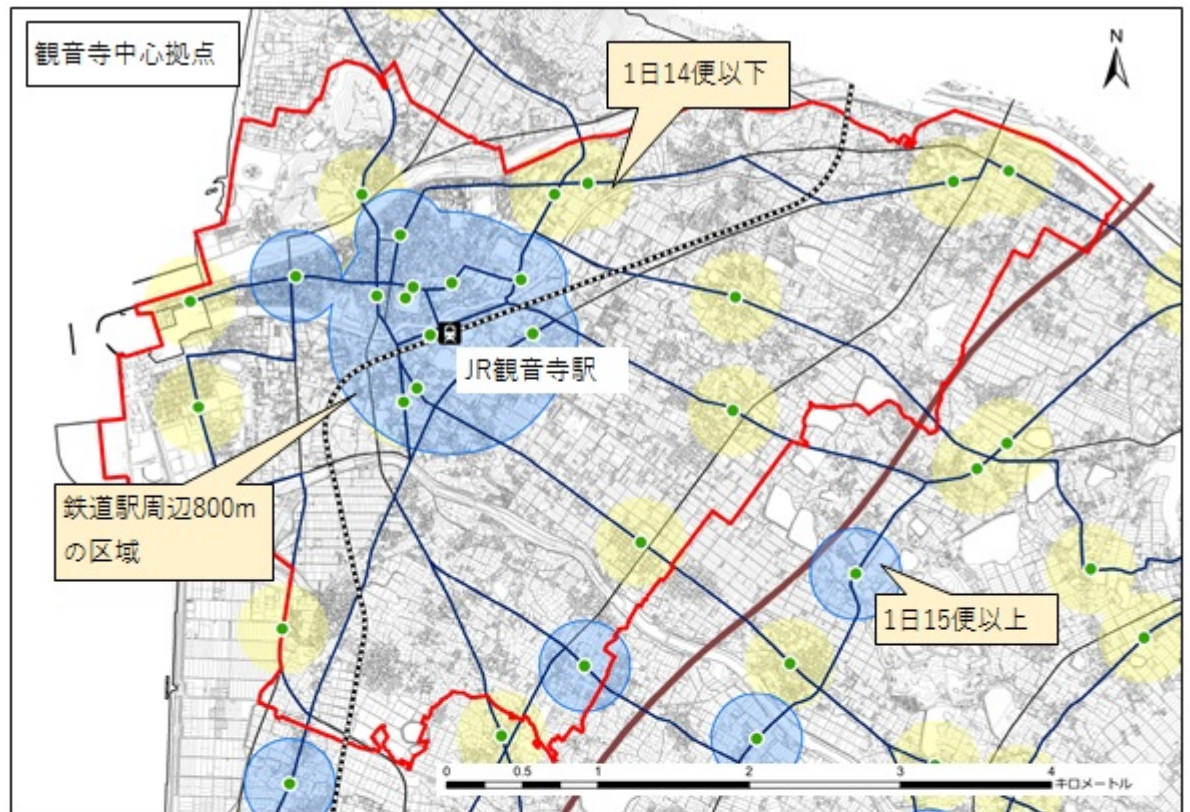 観音寺中心拠点
1日14便以下
N
JR観音寺駅
鉄道駅周辺800m
の区域
1日15便以上
0 0.5 1 2 3 4
キロメートル